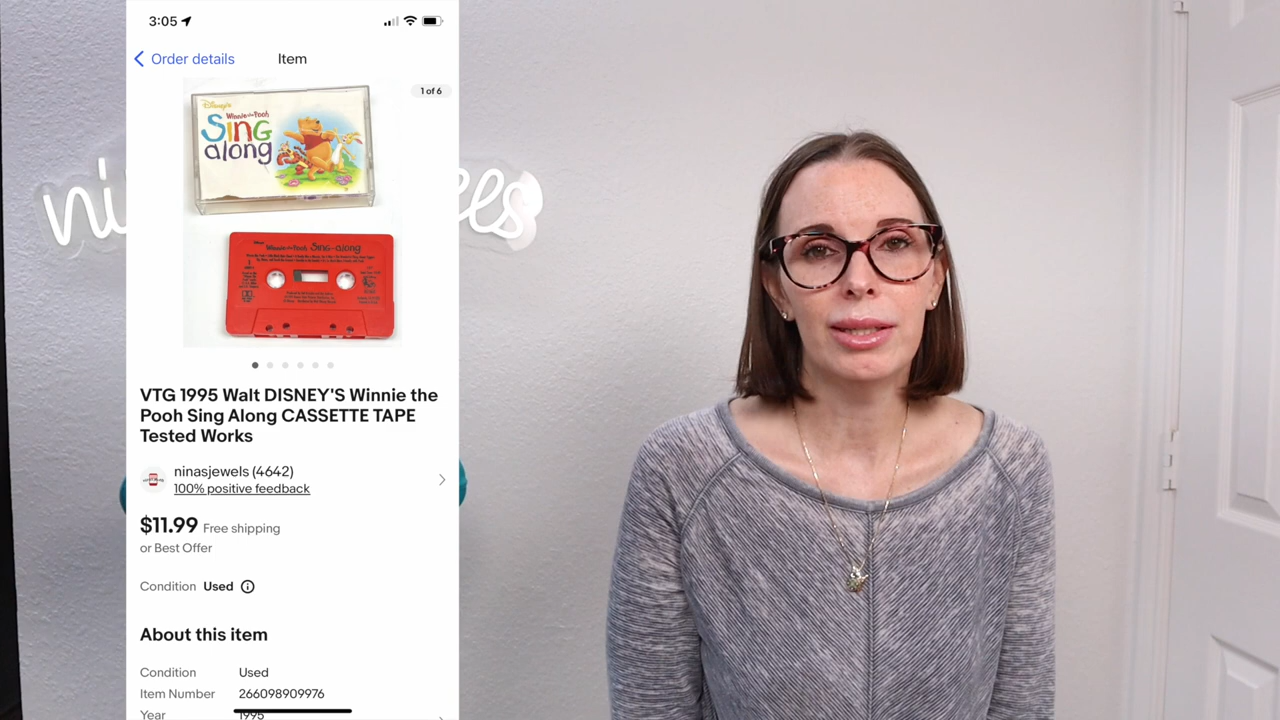 3:05
Order details
Item
1 of 6
Disney's
Winnie the Pooh
Sing
along
Winnie the Pooh Sing-along
VTG 1995 Walt DISNEY'S Winnie the
Pooh Sing Along CASSETTE TAPE
Tested Works
ninasjewels (4642)
100% positive feedback
$11.99 Free shipping
or Best Offer
Condition Used
About this item
Condition Used
Item Number 266098909976
Year 1995
ni
els